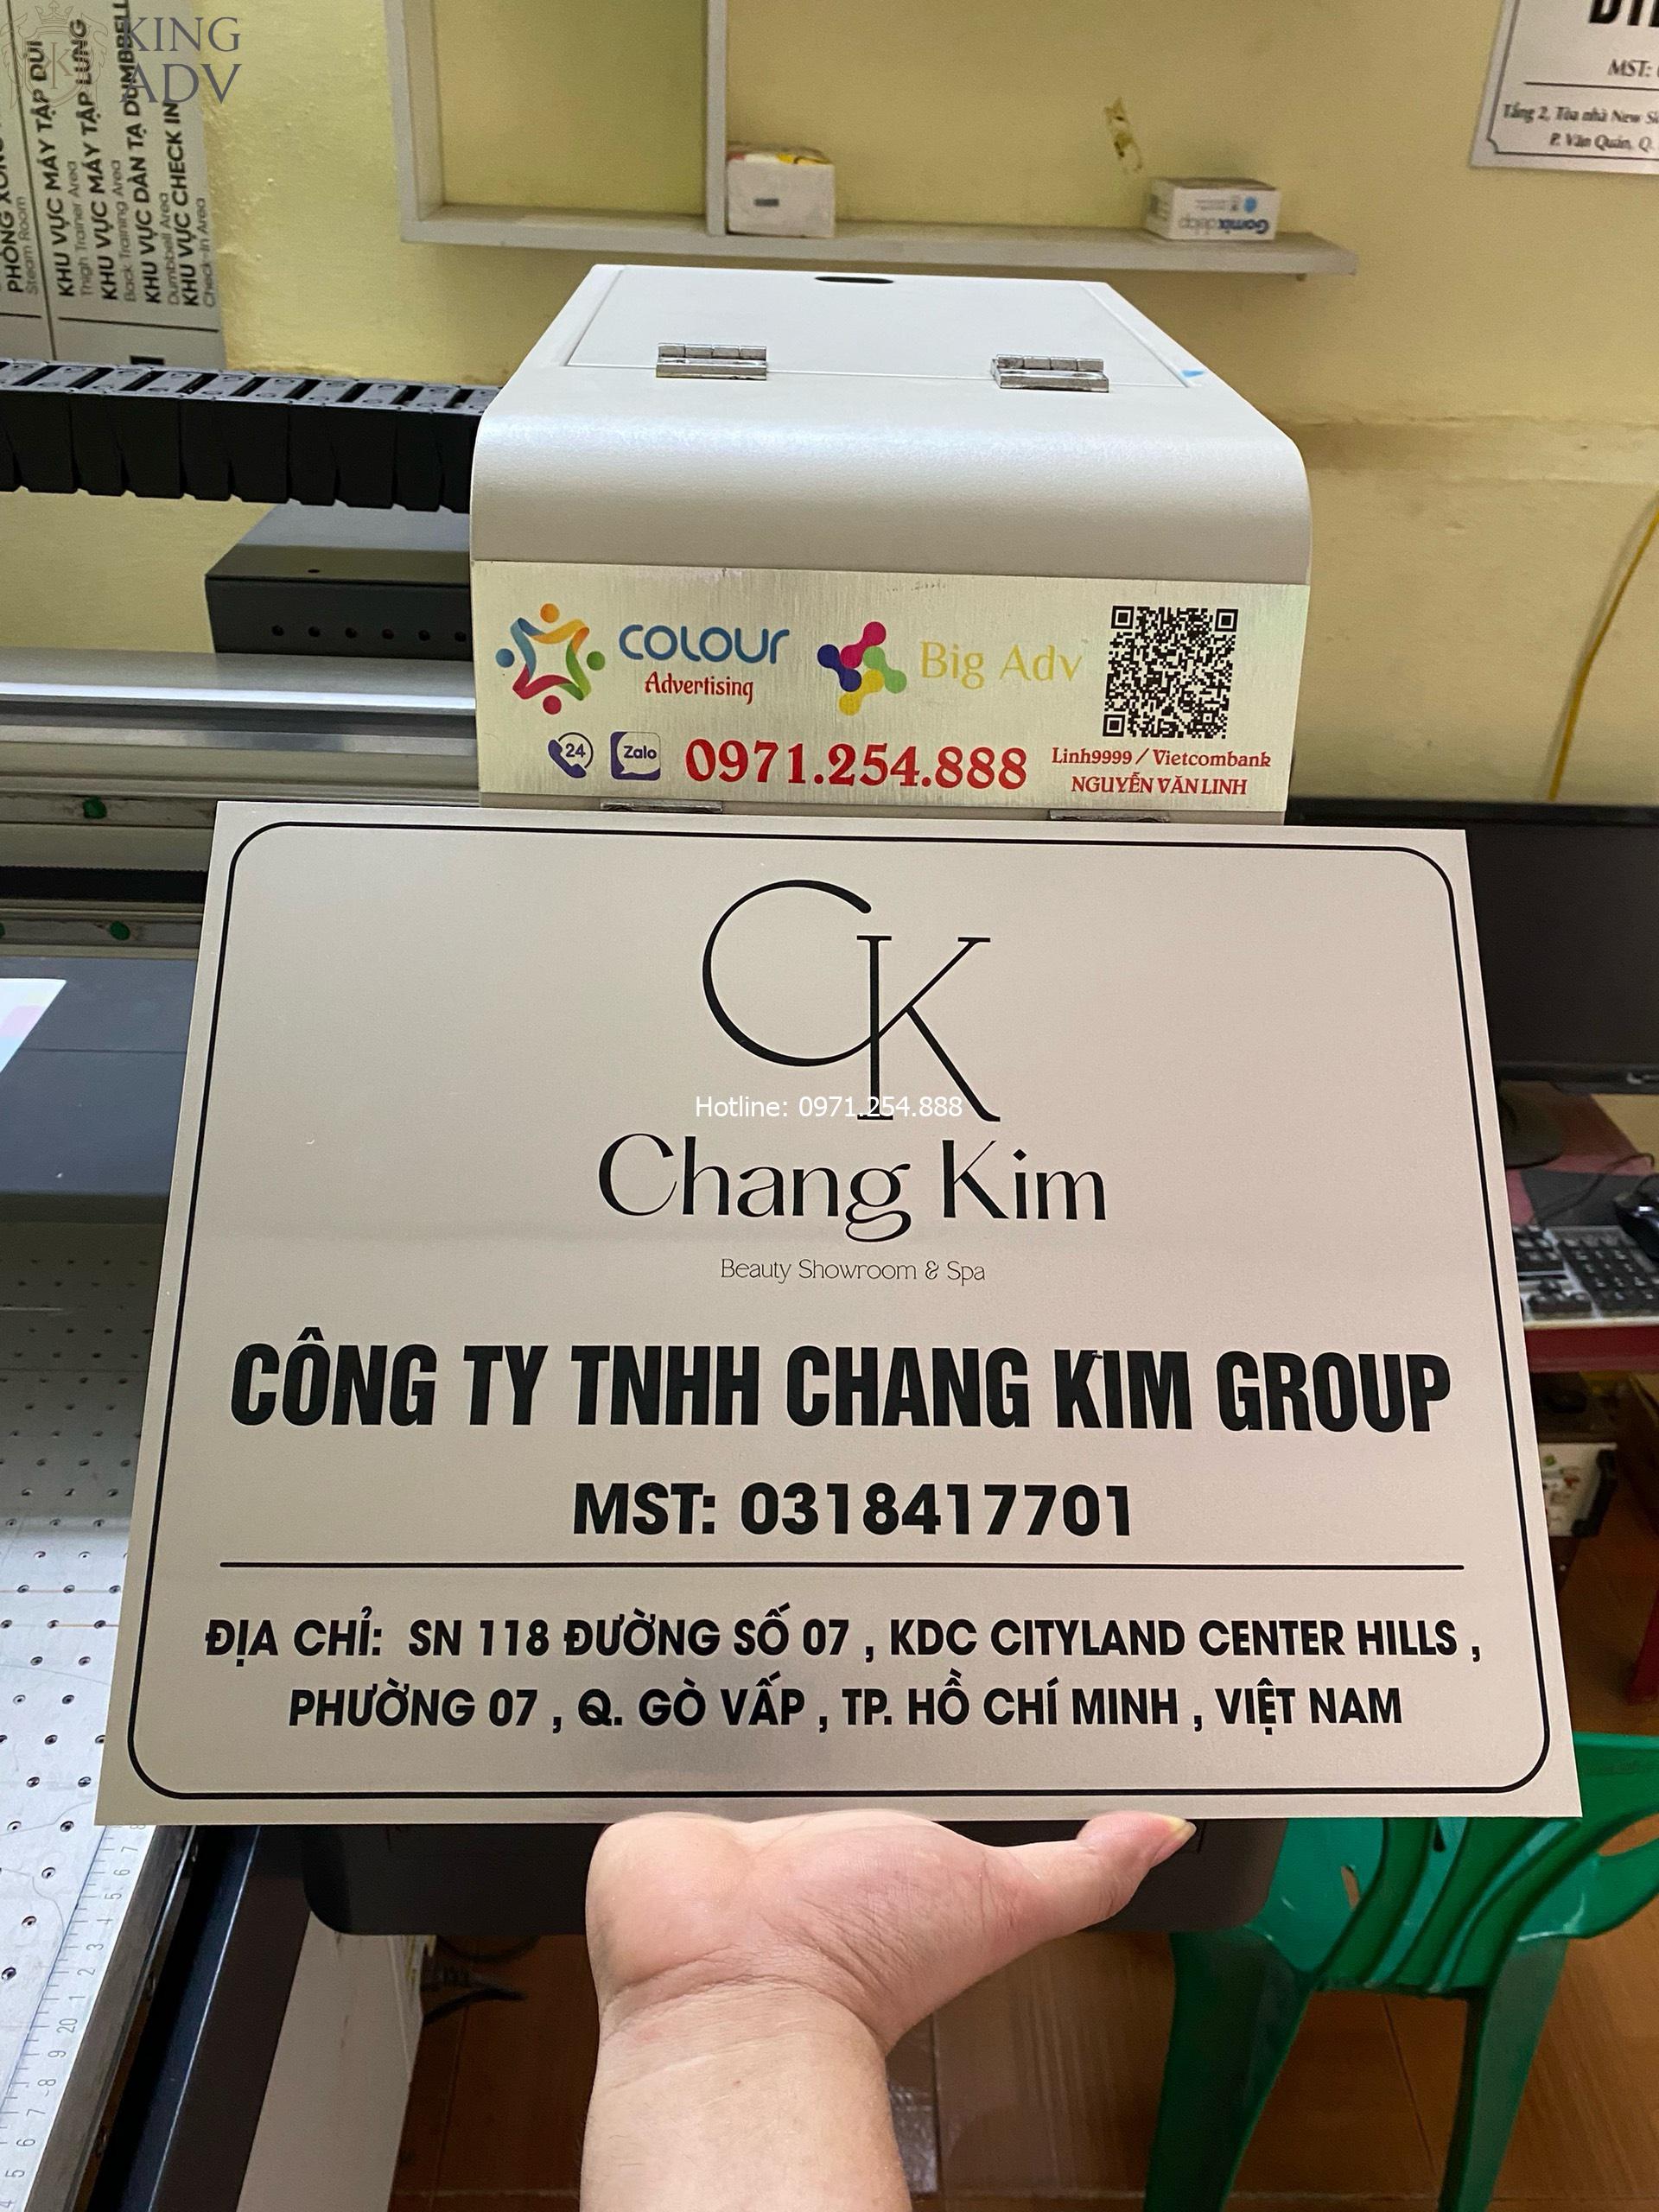 KING
ADV
PHÒNG XÔNG
Steam Room
KHU VỰC MÁY TẬP ĐÙI
Thigh Trainer Area
KHU VỰC MÁY TẬP LUNG
Back Training Area
KHU VỰC DÀN TẠ DUMBBELL
Dumbbell Area
KHU VỰC CHECK IN
Check-In Area
MST:
Tầng 2, Tòa nhà New
P. Văn Quán, Q.
COLOUR
Advertising
Big Adv
24
Zalo
0971.254.888
Linh9999 / Vietcombank
NGUYỄN VĂN LINH
CK
Hotline: 0971.254.888
Chang Kim
Beauty Showroom & Spa
CÔNG TY TNHH CHANG KIM GROUP
MST: 0318417701
ĐỊA CHỈ: SN 118 ĐƯỜNG SỐ 07 , KDC CITYLAND CENTER HILLS ,
PHƯỜNG 07 , Q. GÒ VẤP , TP. HỒ CHÍ MINH , VIỆT NAM